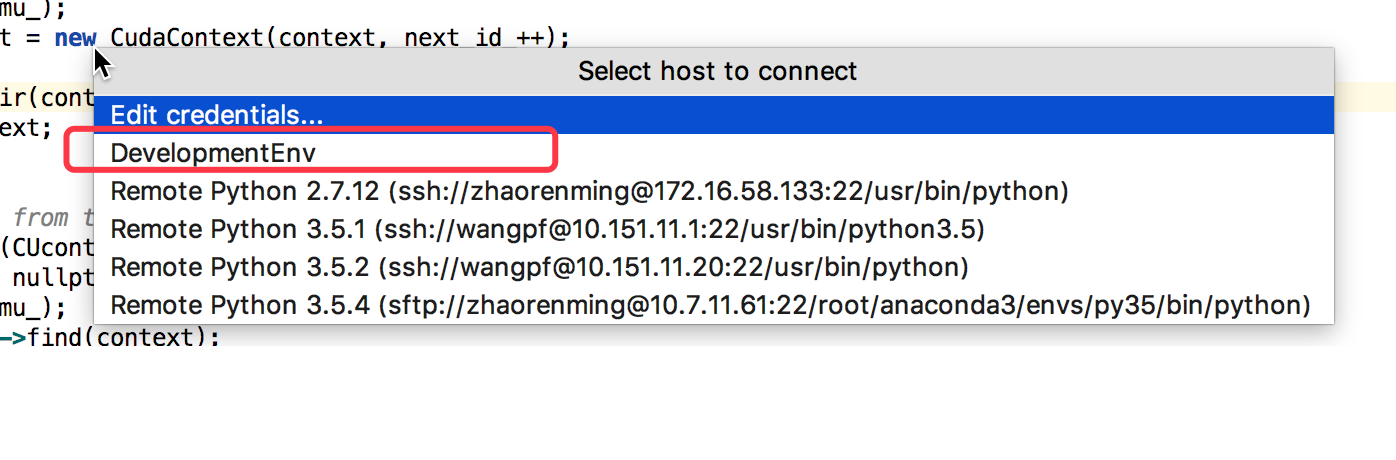 mu_);
t = new CudaContext(context, next_id_++);
Select host to connect
Edit credentials...
ir(cont
ext;
DevelopmentEnv
Remote Python 2.7.12 (ssh://zhaorenming@172.16.58.133:22/usr/bin/python)
from t
Remote Python 3.5.1 (ssh://wangpf@10.151.11.1:22/usr/bin/python3.5)
(CUcont
Remote Python 3.5.2 (ssh://wangpf@10.151.11.20:22/usr/bin/python)
nullpt
Remote Python 3.5.4 (sftp://zhaorenming@10.7.11.61:22/root/anaconda3/envs/py35/bin/python)
mu_);
->find(context);